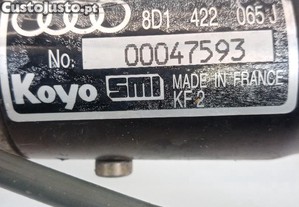 CustoJusto.pt
8D1 422 065 J
No: 00047593
Koyo smi MADE IN FRANCE
KF 2